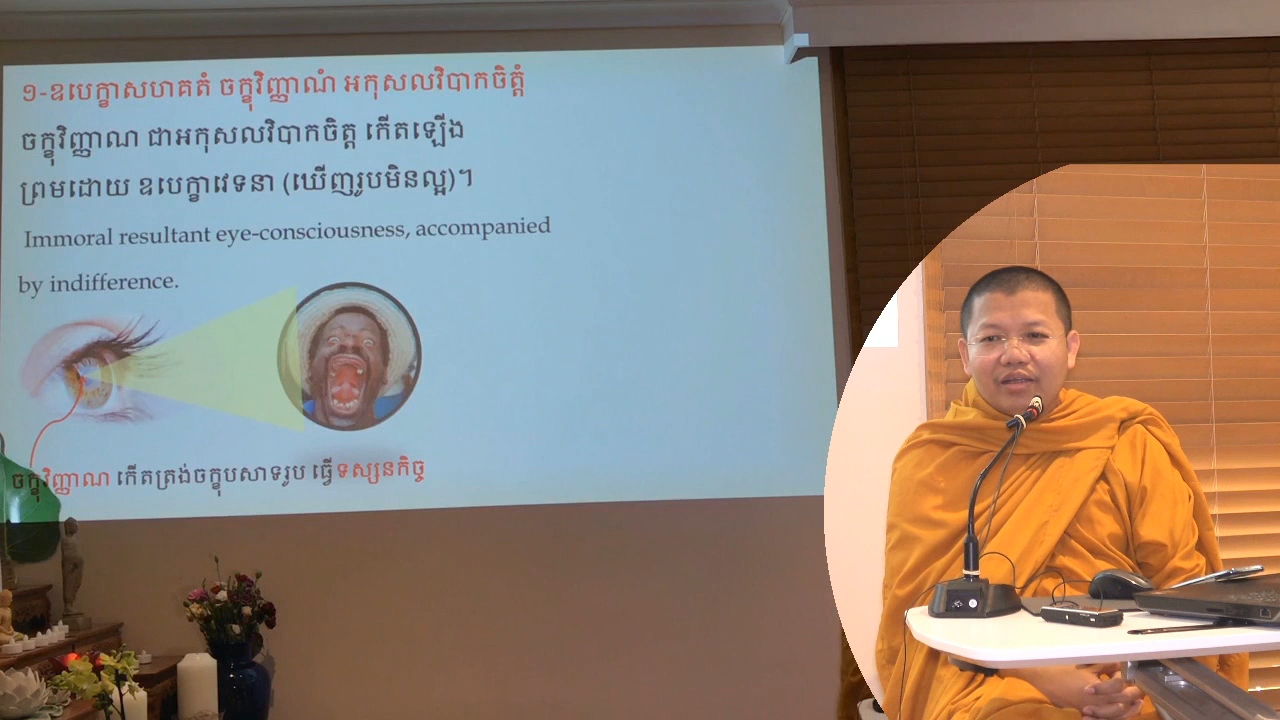 ១-ឧបេក្ខាសហគតំ ចក្ខុវិញ្ញាណំ អកុសលវិបាកចិត្តំ
ចក្ខុវិញ្ញាណ ជាអកុសលវិបាកចិត្ត កើតឡើង
ព្រមដោយ ឧបេក្ខាវេទនា (ឃើញរូបមិនល្អ)។
Immoral resultant eye-consciousness, accompanied
by indifference.
ចក្ខុវិញ្ញាណ កើតត្រង់ចក្ខុបសាទរូប ធ្វើទស្សនកិច្ច